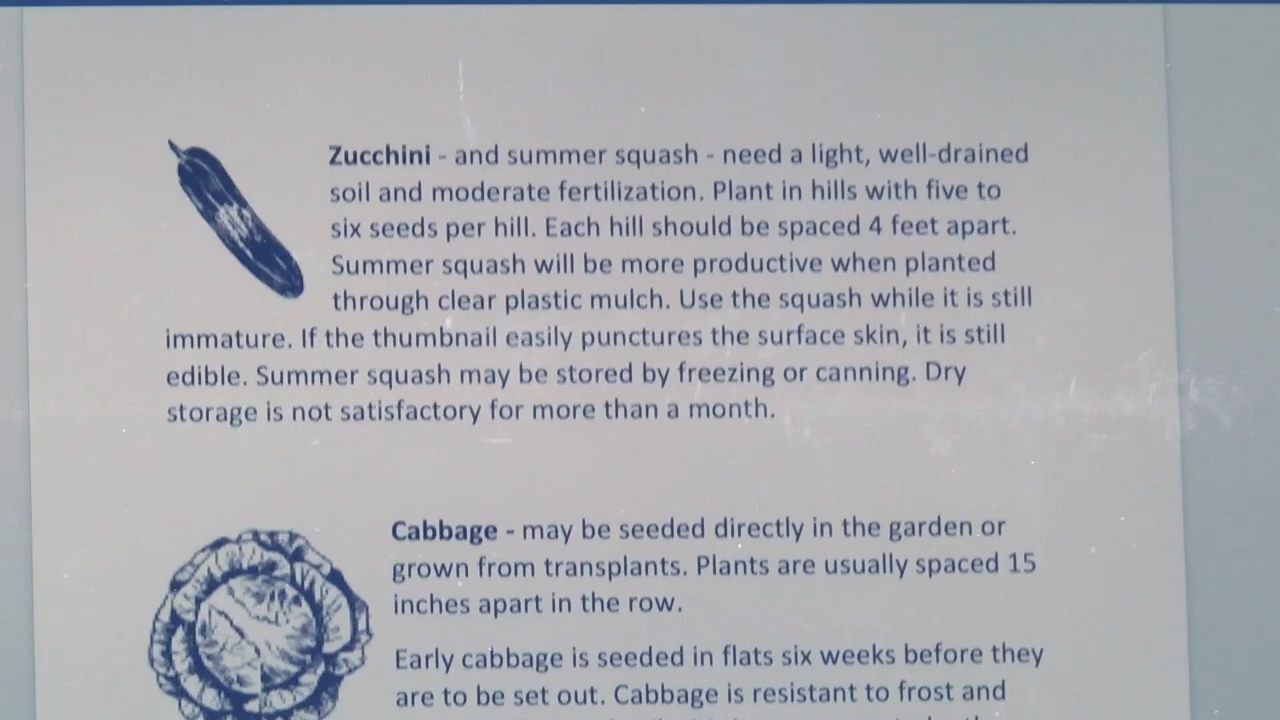 Zucchini - and summer squash - need a light, well-drained
soil and moderate fertilization. Plant in hills with five to
six seeds per hill. Each hill should be spaced 4 feet apart.
Summer squash will be more productive when planted
through clear plastic mulch. Use the squash while it is still
immature. If the thumbnail easily punctures the surface skin, it is still
edible. Summer squash may be stored by freezing or canning. Dry
storage is not satisfactory for more than a month.
Cabbage - may be seeded directly in the garden or
grown from transplants. Plants are usually spaced 15
inches apart in the row.
Early cabbage is seeded in flats six weeks before they
are to be set out. Cabbage is resistant to frost and